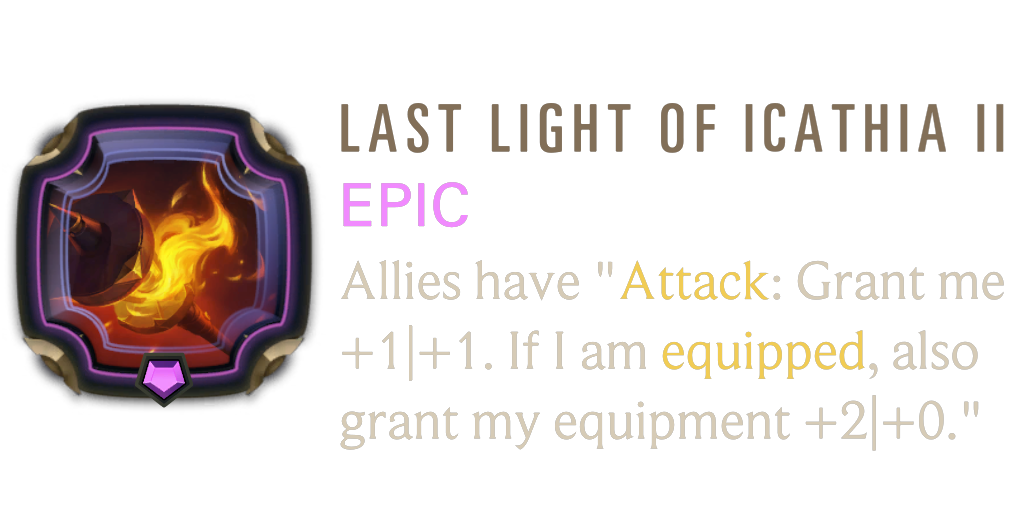 LAST LIGHT OF ICATHIA II
EPIC
Allies have "Attack: Grant me
+1|+1. If I am equipped, also
grant my equipment +2|+0."